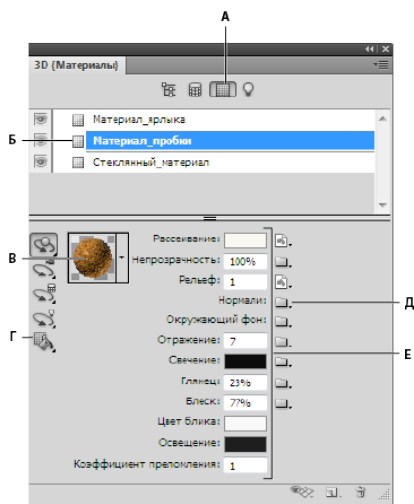 А
3D {Материалы}
Материал_ярлыка
Б
Материал_пробки
Стеклянный_материал
Рассеивание:
В
Непрозрачность: 100%
Рельеф: 1
Нормали:
Д
Окружающий фон:
Г
Отражение: 7
Свечение:
Е
Глянец: 23%
Блеск: 77%
Цвет блика:
Освещение:
Коэффициент преломления: 1